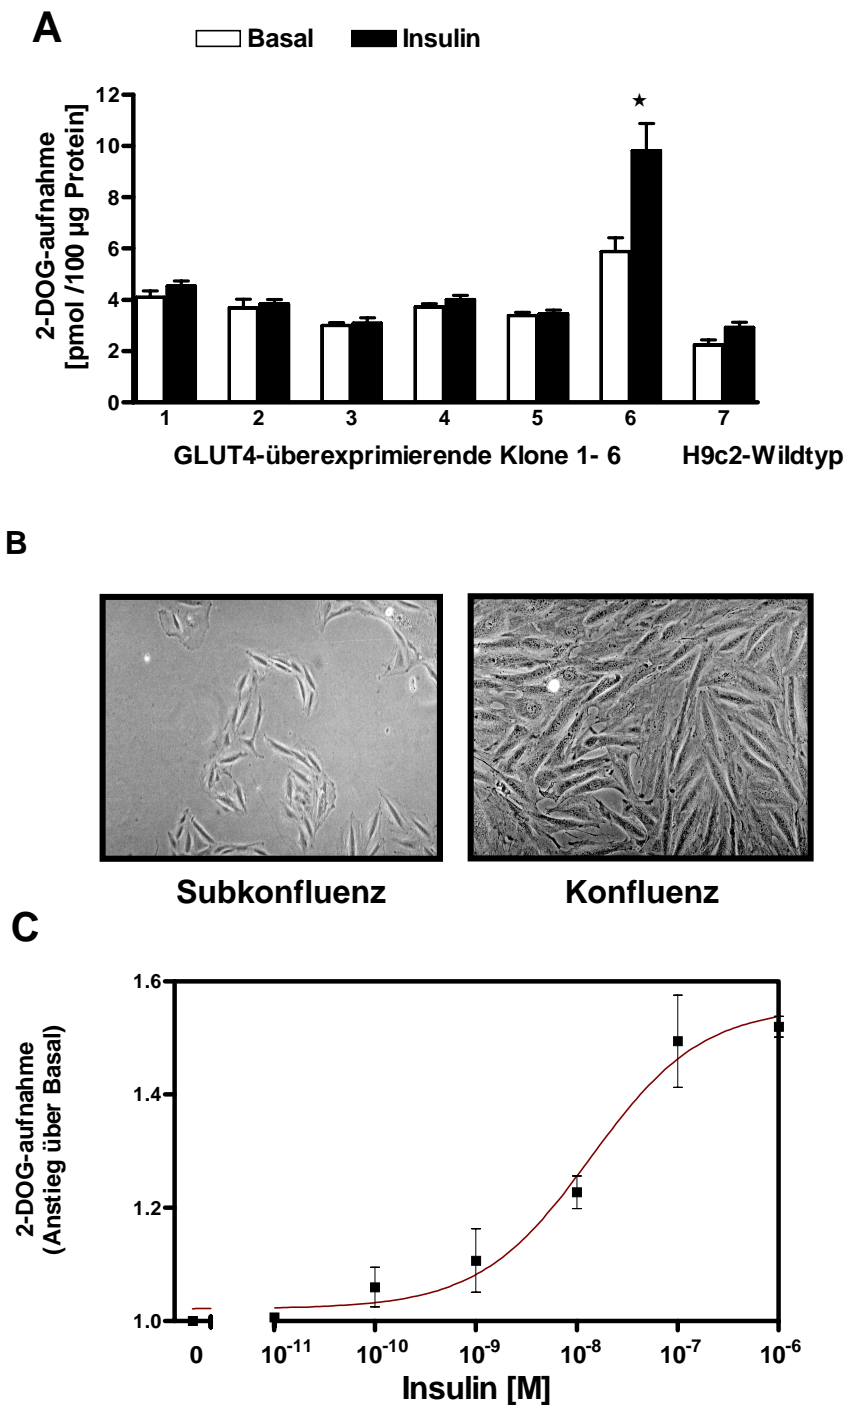 A
Basal Insulin
2-DOG-aufnahme
[pmol /100 µg Protein]
12
10
8
6
4
2
0
★
1 2 3 4 5 6 7
GLUT4-überexprimierende Klone 1- 6 H9c2-Wildtyp
B
Subkonfluenz Konfluenz
C
2-DOG-aufnahme
(Anstieg über Basal)
1.6
1.4
1.2
1.0
0 10⁻¹¹ 10⁻¹⁰ 10⁻⁹ 10⁻⁸ 10⁻⁷ 10⁻⁶
Insulin [M]